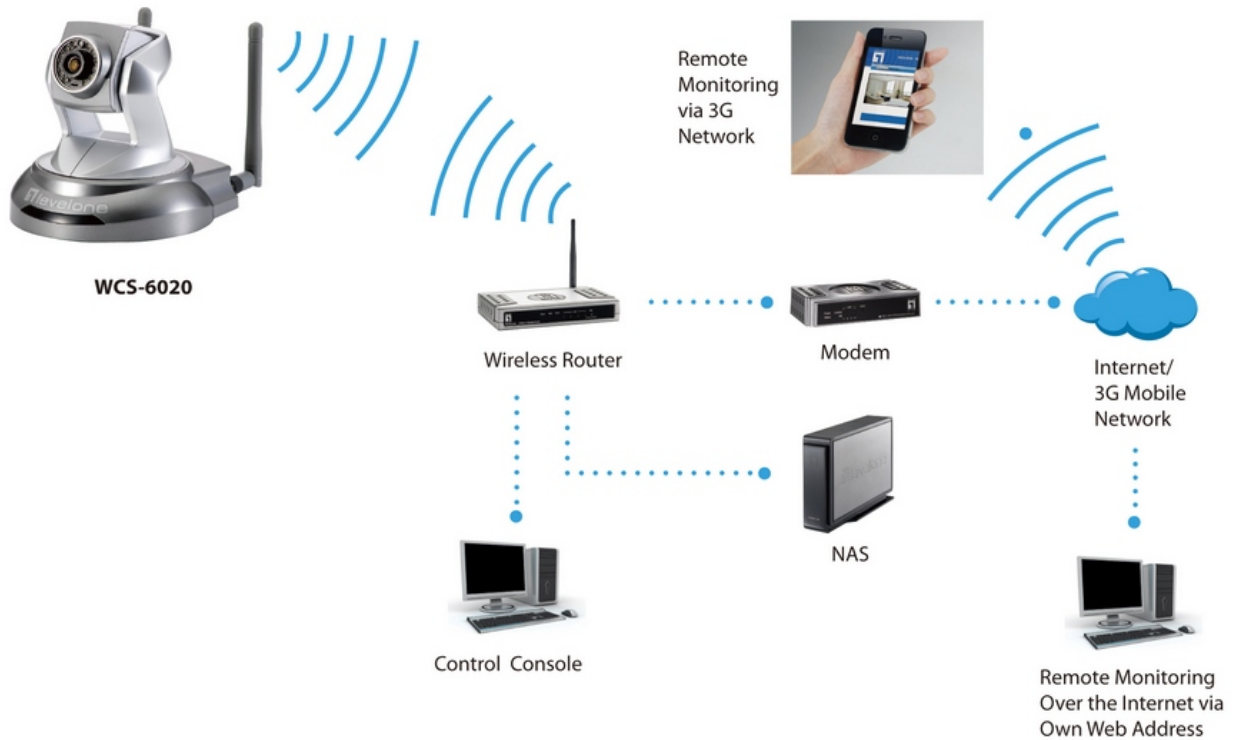 levelone
WCS-6020
Remote
Monitoring
via 3G
Network
Wireless Router
Modem
Internet/
3G Mobile
Network
NAS
Control Console
Remote Monitoring
Over the Internet via
Own Web Address